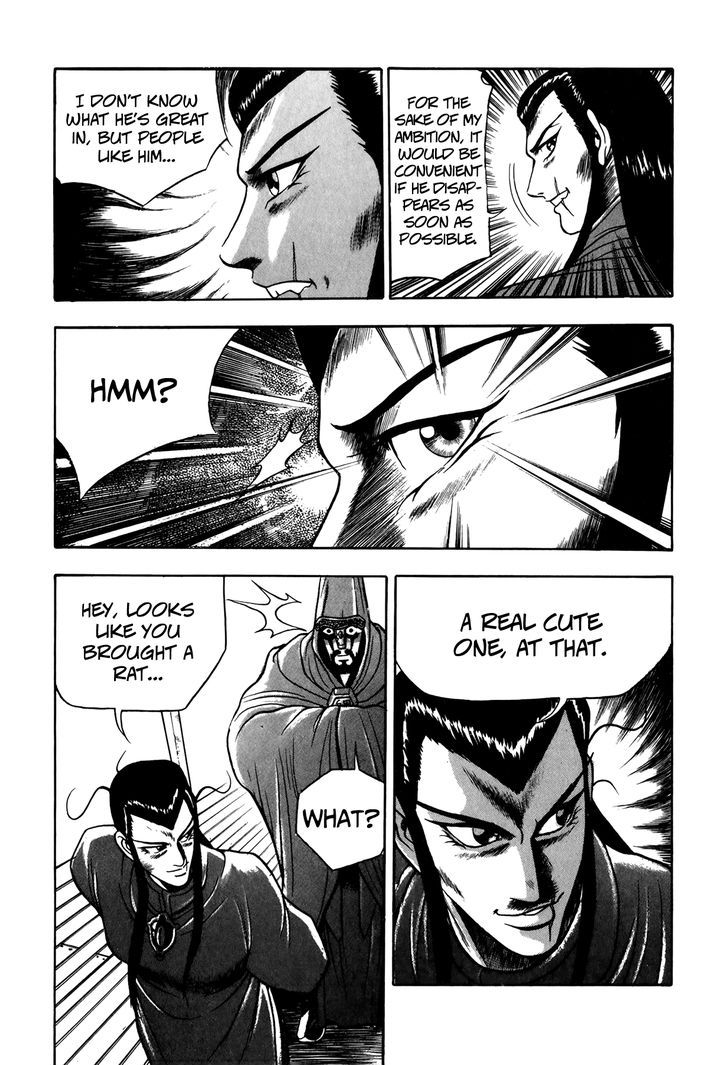 I DON'T KNOW
WHAT HE'S GREAT
IN, BUT PEOPLE
LIKE HIM...
FOR THE
SAKE OF MY
AMBITION, IT
WOULD BE
CONVENIENT
IF HE DISAP-
PEARS AS
SOON AS
POSSIBLE.
HMM?
HEY, LOOKS
LIKE YOU
BROUGHT A
RAT...
WHAT?
A REAL CUTE
ONE, AT THAT.